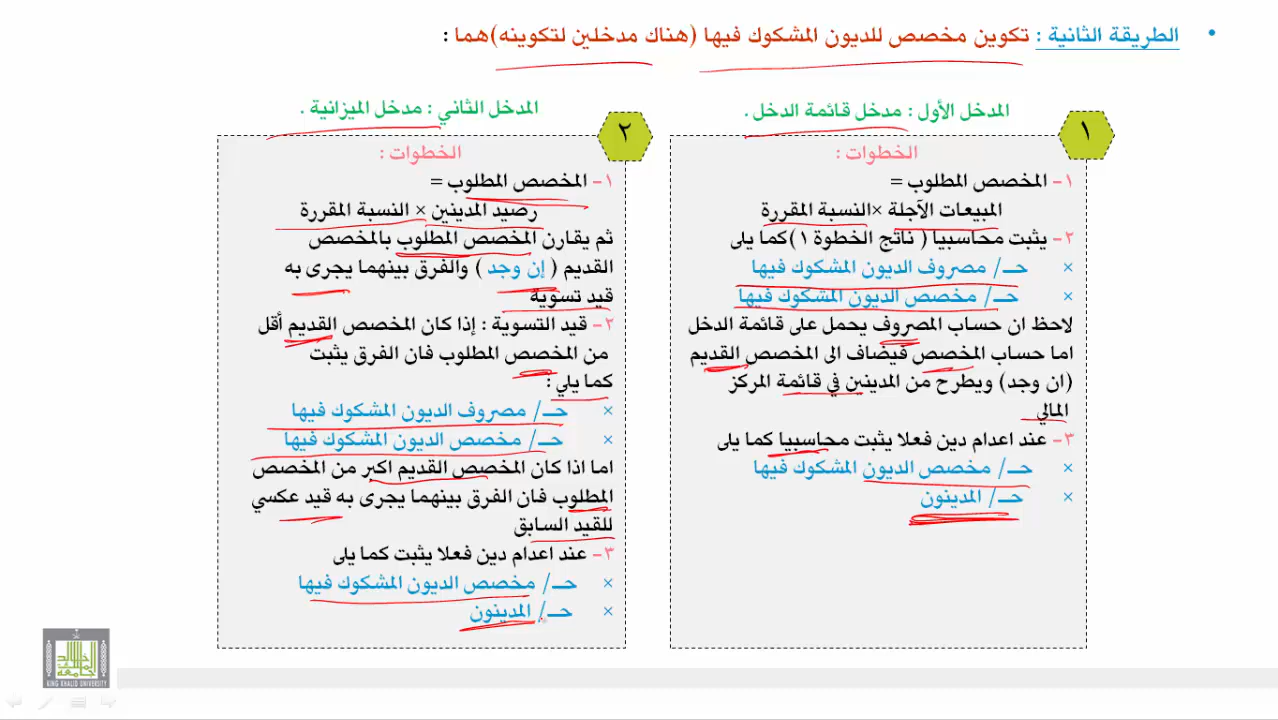 • الطريقة الثانية : تكوين مخصص للديون المشكوك فيها (هناك مدخلين لتكوينه)هما :
١
المدخل الأول : مدخل قائمة الدخل .
الخطوات :
١- المخصص المطلوب =
المبيعات الآجلة ×النسبة المقررة
٢- يثبت محاسبيا ( ناتج الخطوة ١)كما يلى
× حـ/ مصروف الديون المشكوك فيها
× حـ/ مخصص الديون المشكوك فيها
لاحظ ان حساب المصروف يحمل على قائمة الدخل
اما حساب المخصص فيضاف الى المخصص القديم
(ان وجد) ويطرح من المدينين في قائمة المركز
المالي
٣- عند اعدام دين فعلا يثبت محاسبيا كما يلى
× حـ/ مخصص الديون المشكوك فيها
× حـ/ المدينون
٢
المدخل الثاني : مدخل الميزانية .
الخطوات :
١- المخصص المطلوب =
رصيد المدينين × النسبة المقررة
ثم يقارن المخصص المطلوب بالمخصص
القديم ( إن وجد ) والفرق بينهما يجرى به
قيد تسوية
٢- قيد التسوية : إذا كان المخصص القديم أقل
من المخصص المطلوب فان الفرق يثبت
كما يلي :
× حـ/ مصروف الديون المشكوك فيها
× حـ/ مخصص الديون المشكوك فيها
اما اذا كان المخصص القديم اكبر من المخصص
المطلوب فان الفرق بينهما يجرى به قيد عكسي
للقيد السابق
٣- عند اعدام دين فعلا يثبت كما يلى
× حـ/ مخصص الديون المشكوك فيها
× حـ/ المدينون
KING KHALID UNIVERSITY